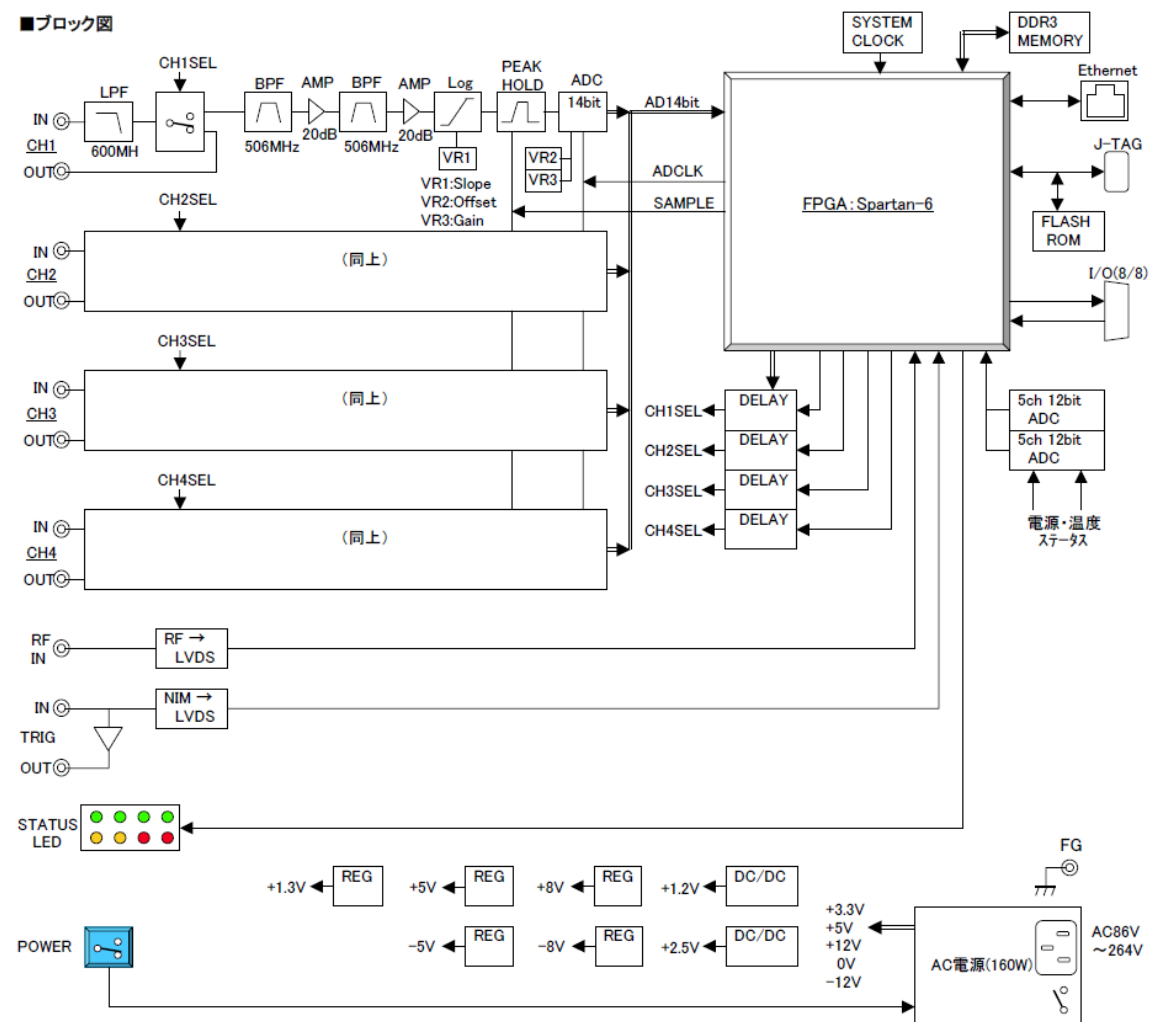 ■ブロック図
SYSTEM
CLOCK
DDR3
MEMORY
CH1SEL
LPF
BPF
AMP
BPF
AMP
Log
PEAK
HOLD
ADC
14bit
AD14bit
Ethernet
IN
CH1
OUT
600MH
506MHz
20dB
506MHz
20dB
VR1
VR2
VR3
VR1:Slope
VR2:Offset
VR3:Gain
ADCLK
SAMPLE
FPGA:Spartan-6
J-TAG
FLASH
ROM
I/O(8/8)
CH2SEL
IN
CH2
OUT
(同上)
CH3SEL
IN
CH3
OUT
(同上)
CH4SEL
IN
CH4
OUT
(同上)
CH1SEL
DELAY
CH2SEL
DELAY
CH3SEL
DELAY
CH4SEL
DELAY
5ch 12bit
ADC
5ch 12bit
ADC
電源・温度
ステータス
RF
IN
RF →
LVDS
IN
TRIG
OUT
NIM →
LVDS
STATUS
LED
FG
+1.3V
REG
+5V
REG
+8V
REG
+1.2V
DC/DC
-5V
REG
-8V
REG
+2.5V
DC/DC
+3.3V
+5V
+12V
0V
-12V
POWER
AC電源(160W)
AC86V
～264V